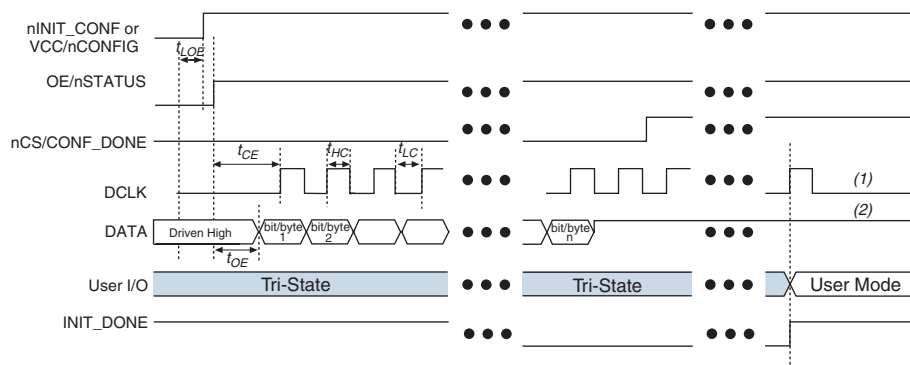 nINIT_CONF or
VCC/nCONFIG
tLOE
OE/nSTATUS
nCS/CONF_DONE
tCE
tHC
tLC
DCLK
(1)
(2)
DATA
Driven High
bit/byte
1
bit/byte
2
bit/byte
n
tOE
User I/O
Tri-State
Tri-State
User Mode
INIT_DONE